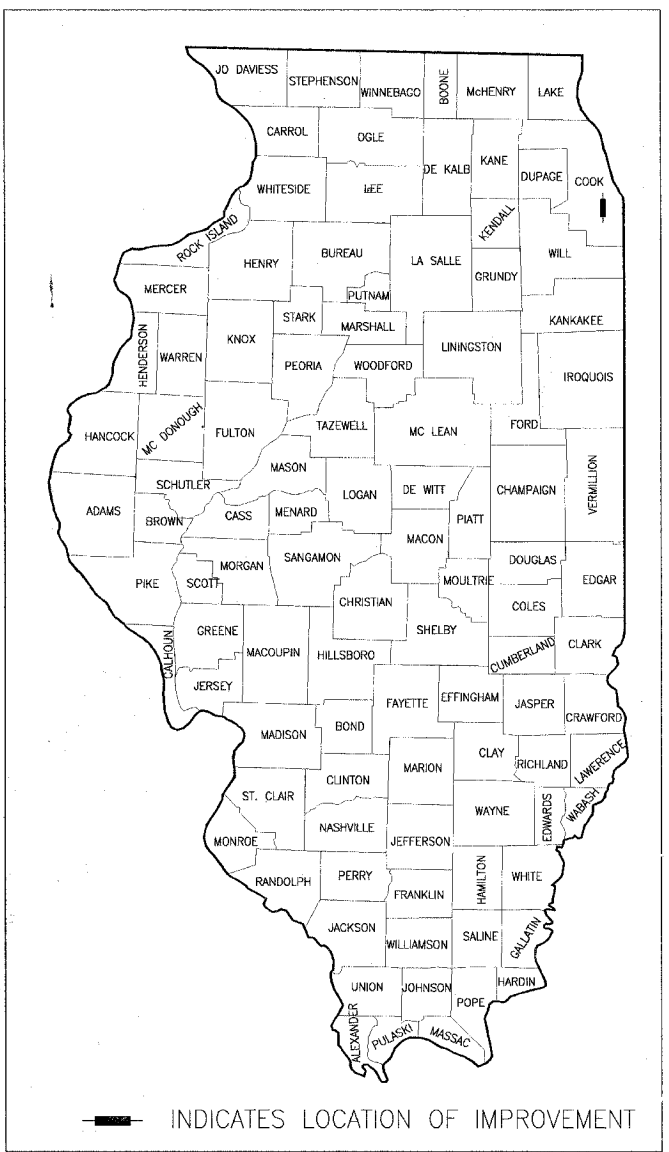 JO DAVIESS
STEPHENSON
WINNEBAGO
BOONE
McHENRY
LAKE
CARROL
OGLE
DE KALB
KANE
DUPAGE
COOK
WHITESIDE
LEE
KENDALL
ROCK ISLAND
HENRY
BUREAU
LA SALLE
WILL
GRUNDY
MERCER
PUTNAM
STARK
MARSHALL
KANKAKEE
HENDERSON
WARREN
KNOX
PEORIA
WOODFORD
LININGSTON
IROQUOIS
HANCOCK
MC DONOUGH
FULTON
TAZEWELL
MC LEAN
FORD
MASON
SCHUTLER
LOGAN
DE WITT
CHAMPAIGN
VERMILLION
ADAMS
BROWN
CASS
MENARD
PIATT
MACON
SANGAMON
DOUGLAS
PIKE
SCOTT
MORGAN
MOULTRIE
EDGAR
CHRISTIAN
COLES
CALHOUN
GREENE
MACOUPIN
HILLSBORO
SHELBY
CUMBERLAND
CLARK
JERSEY
FAYETTE
EFFINGHAM
JASPER
CRAWFORD
MADISON
BOND
CLAY
RICHLAND
LAWERENCE
MARION
CLINTON
ST. CLAIR
WAYNE
EDWARDS
WABASH
NASHVILLE
MONROE
JEFFERSON
RANDOLPH
PERRY
HAMILTON
WHITE
FRANKLIN
JACKSON
WILLIAMSON
SALINE
GALLATIN
UNION
JOHNSON
POPE
HARDIN
ALEXANDER
PULASKI
MASSAC
INDICATES LOCATION OF IMPROVEMENT